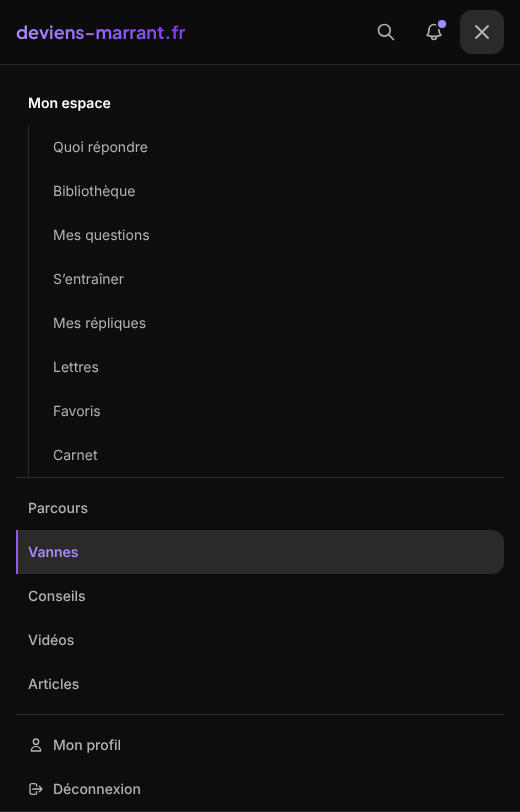 deviens-marrant.fr
Mon espace
Quoi répondre
Bibliothèque
Mes questions
S’entraîner
Mes répliques
Lettres
Favoris
Carnet
Parcours
Vannes
Conseils
Vidéos
Articles
Mon profil
Déconnexion